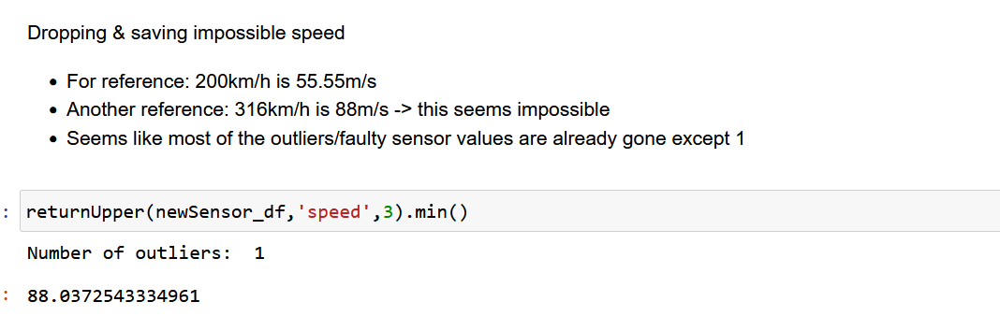 Dropping & saving impossible speed
• For reference: 200km/h is 55.55m/s
• Another reference: 316km/h is 88m/s -> this seems impossible
• Seems like most of the outliers/faulty sensor values are already gone except 1
: returnUpper(newSensor_df,'speed',3).min()
Number of outliers:  1
: 88.0372543334961